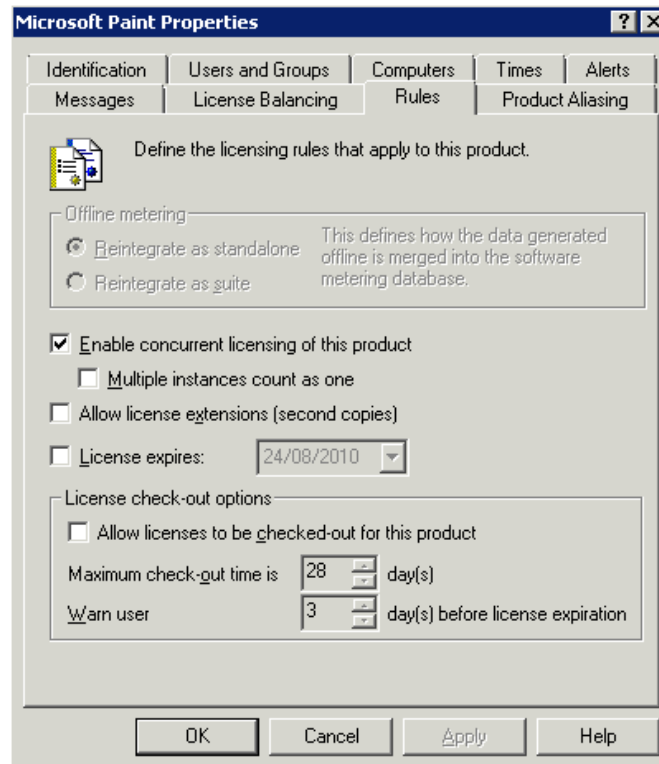 Microsoft Paint Properties
Identification Users and Groups Computers Times Alerts
Messages License Balancing Rules Product Aliasing
Define the licensing rules that apply to this product.
Offline metering
Reintegrate as standalone
Reintegrate as suite
This defines how the data generated
offline is merged into the software
metering database.
Enable concurrent licensing of this product
Multiple instances count as one
Allow license extensions (second copies)
License expires: 24/08/2010
License check-out options
Allow licenses to be checked-out for this product
Maximum check-out time is 28 day(s)
Warn user 3 day(s) before license expiration
OK Cancel Apply Help